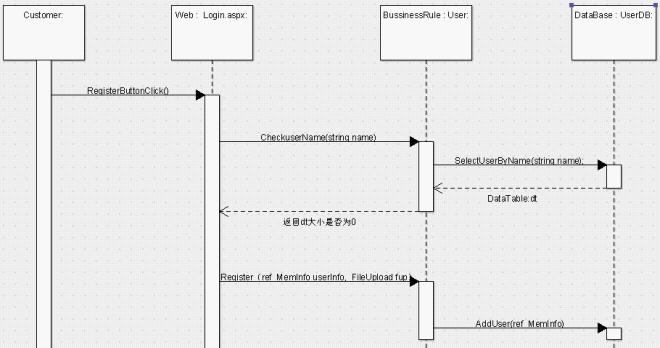 Customer:
Web : Login.aspx:
BussinessRule : User:
DataBase : UserDB:
RegisterButtonClick()
CheckuserName(string name)
SelectUserByName(string name);
DataTable:dt
返回dt大小是否为0
Register (ref MemInfo userInfo, FileUpload fup)
AddUser(ref MemInfo)